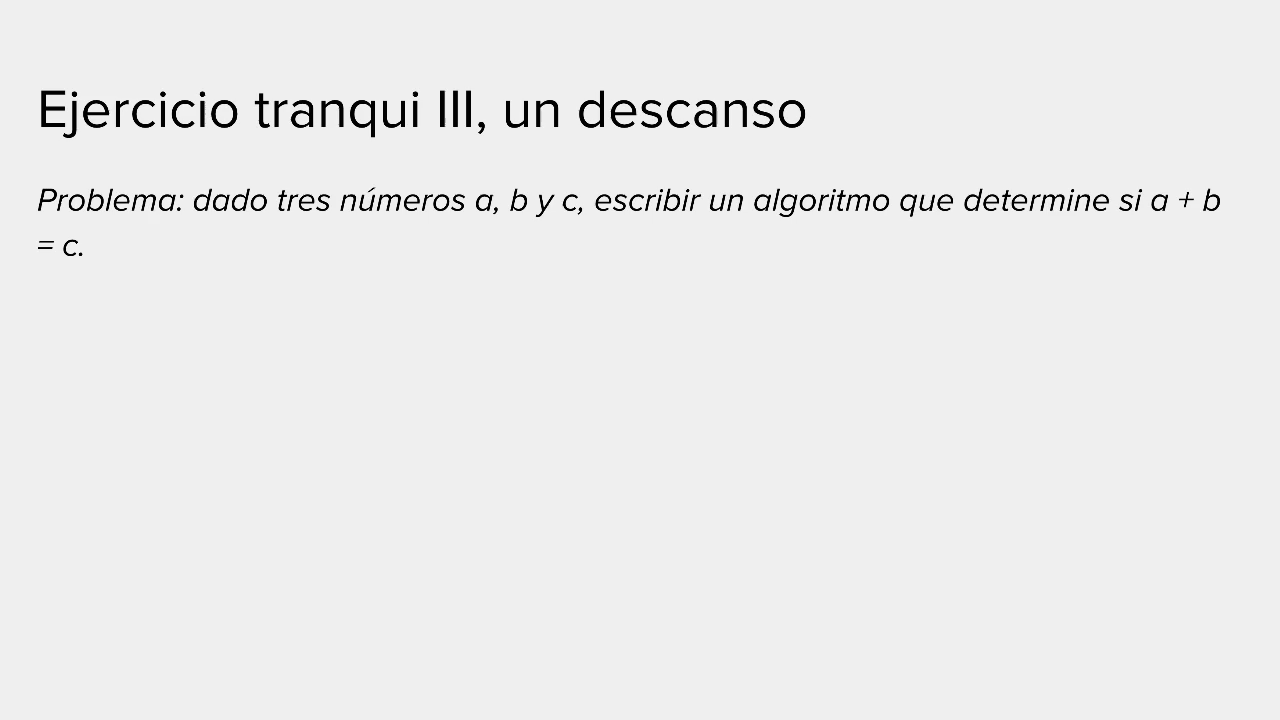 Ejercicio tranqui III, un descanso
Problema: dado tres números a, b y c, escribir un algoritmo que determine si a + b
= c.